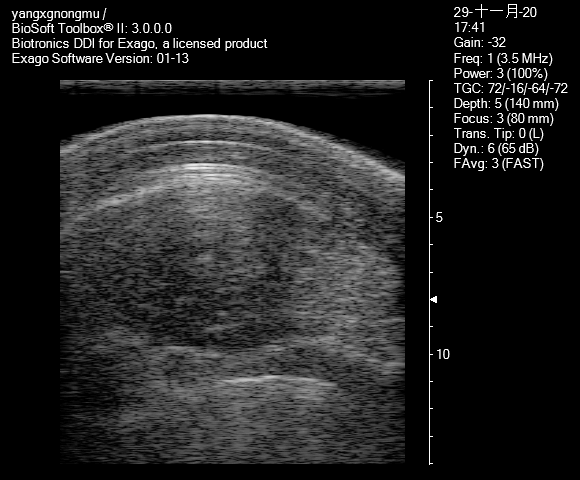 yangxgnongmu /
BioSoft Toolbox® II: 3.0.0.0
Biotronics DDI for Exago, a licensed product
Exago Software Version: 01-13
29-十一月-20
17:41
Gain: -32
Freq: 1 (3.5 MHz)
Power: 3 (100%)
TGC: 72/-16/-64/-72
Depth: 5 (140 mm)
Focus: 3 (80 mm)
Trans. Tip: 0 (L)
Dyn.: 6 (65 dB)
FAvg: 3 (FAST)
5
10